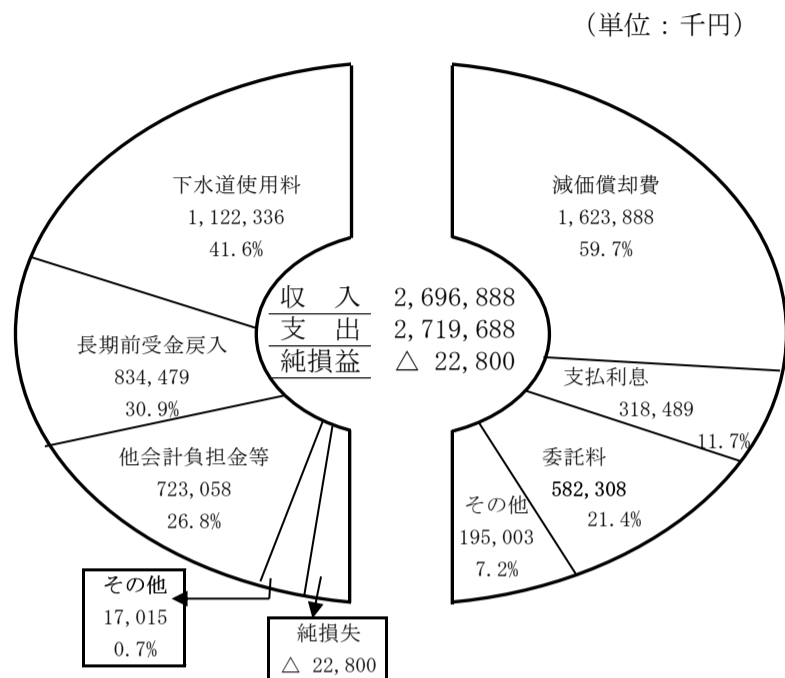 (単位：千円)
下水道使用料
1,122,336
41.6%
減価償却費
1,623,888
59.7%
収　入　2,696,888
支　出　2,719,688
純損益　△ 22,800
長期前受金戻入
834,479
30.9%
支払利息
318,489
11.7%
他会計負担金等
723,058
26.8%
委託料
582,308
21.4%
その他
195,003
7.2%
その他
17,015
0.7%
純損失
△ 22,800